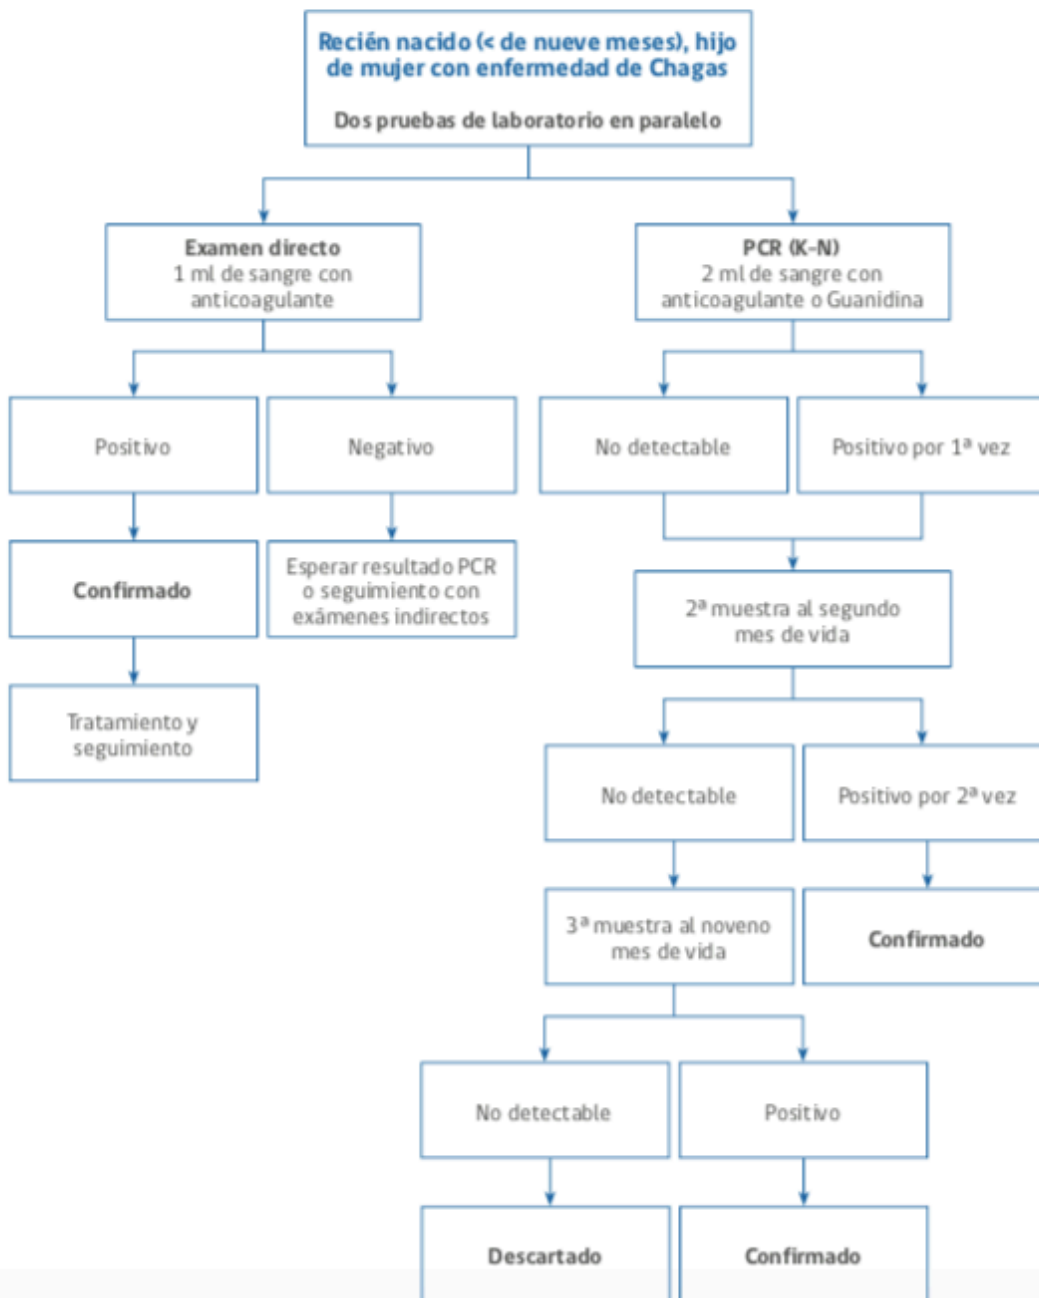 Recién nacido (< de nueve meses), hijo
de mujer con enfermedad de Chagas
Dos pruebas de laboratorio en paralelo
Examen directo
1 ml de sangre con
anticoagulante
PCR (K-N)
2 ml de sangre con
anticoagulante o Guanidina
Positivo
Negativo
No detectable
Positivo por 1ª vez
Confirmado
Esperar resultado PCR
o seguimiento con
exámenes indirectos
2ª muestra al segundo
mes de vida
Tratamiento y
seguimiento
No detectable
Positivo por 2ª vez
3ª muestra al noveno
mes de vida
Confirmado
No detectable
Positivo
Descartado
Confirmado